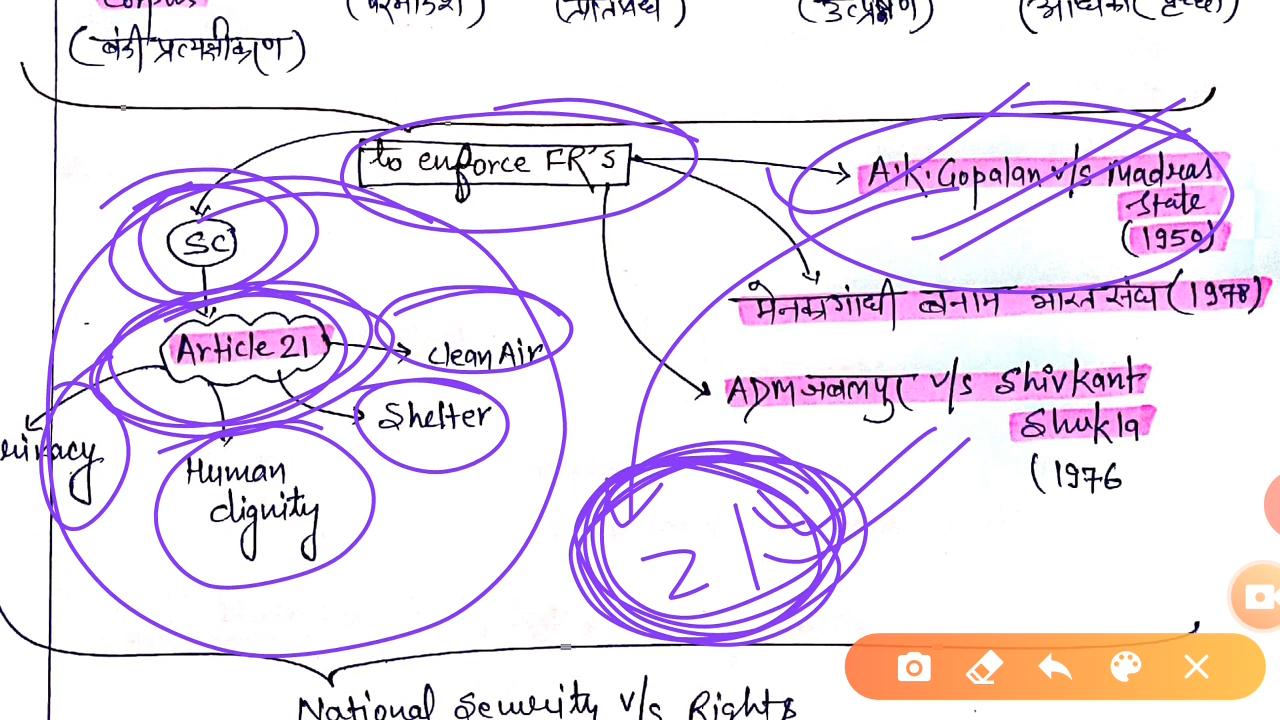 (बंदी प्रत्यक्षीकरण)
to enforce FR's
A.K. Gopalan v/s Madras
State
(1950)
SC
मेनका गांधी बनाम भारत संघ (1978)
Article 21
clean Air
ADM जबलपुर v/s Shivkant
Shukla
(1976
Shelter
Human
dignity
21
National Security v/s Rights